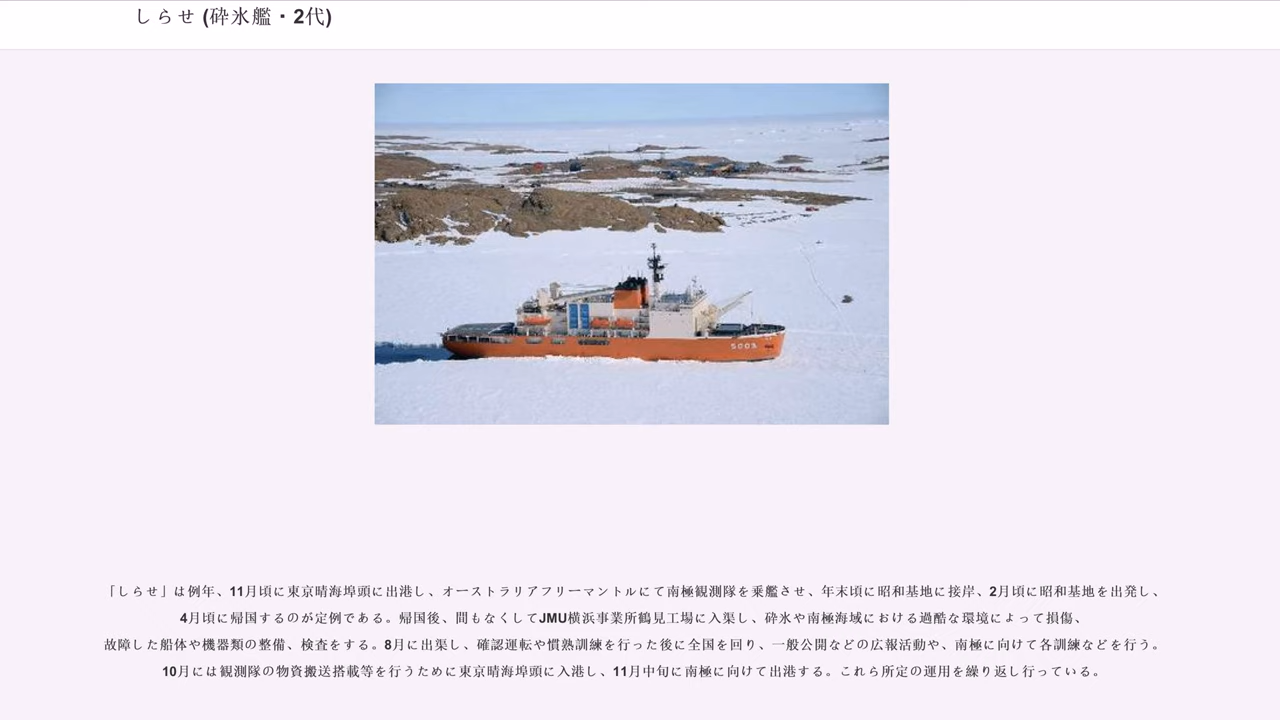 しらせ (砕氷艦・2代)
5003
「しらせ」は例年、11月頃に東京晴海埠頭に出港し、オーストラリアフリーマントルにて南極観測隊を乗艦させ、年末頃に昭和基地に接岸、2月頃に昭和基地を出発し、
4月頃に帰国するのが定例である。帰国後、間もなくしてJMU横浜事業所鶴見工場に入渠し、砕氷や南極海域における過酷な環境によって損傷、
故障した船体や機器類の整備、検査をする。8月に出渠し、確認運転や慣熟訓練を行った後に全国を回り、一般公開などの広報活動や、南極に向けて各訓練などを行う。
10月には観測隊の物資搬送搭載等を行うために東京晴海埠頭に入港し、11月中旬に南極に向けて出港する。これら所定の運用を繰り返し行っている。